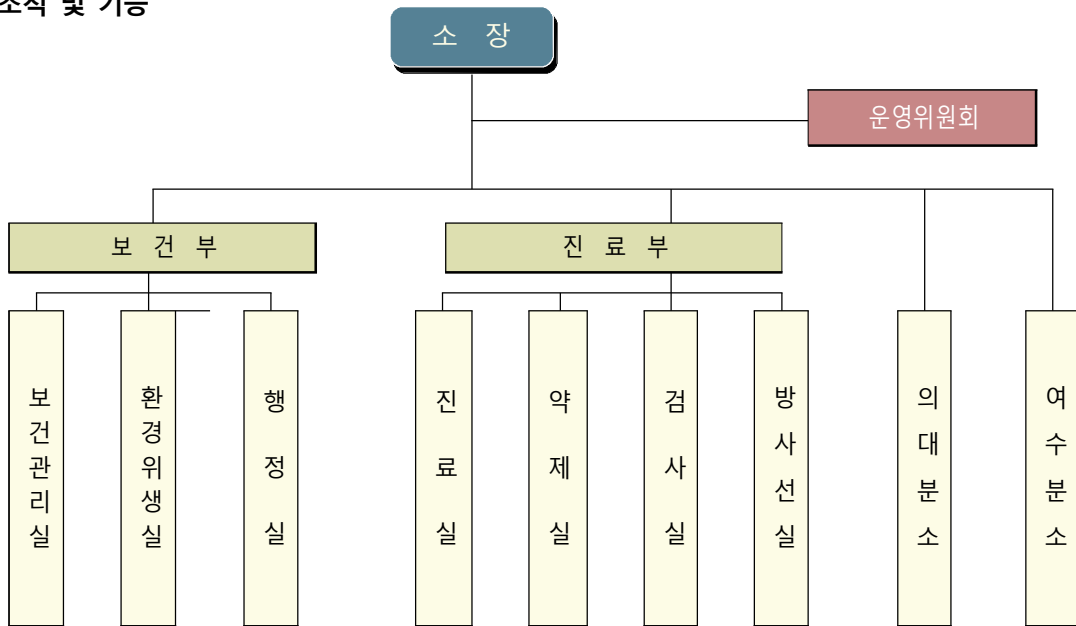 조직 및 기능
소 장
운영위원회
보 건 부
진 료 부
보건관리실
환경위생실
행정실
진료실
약제실
검사실
방사선실
의대분소
여수분소